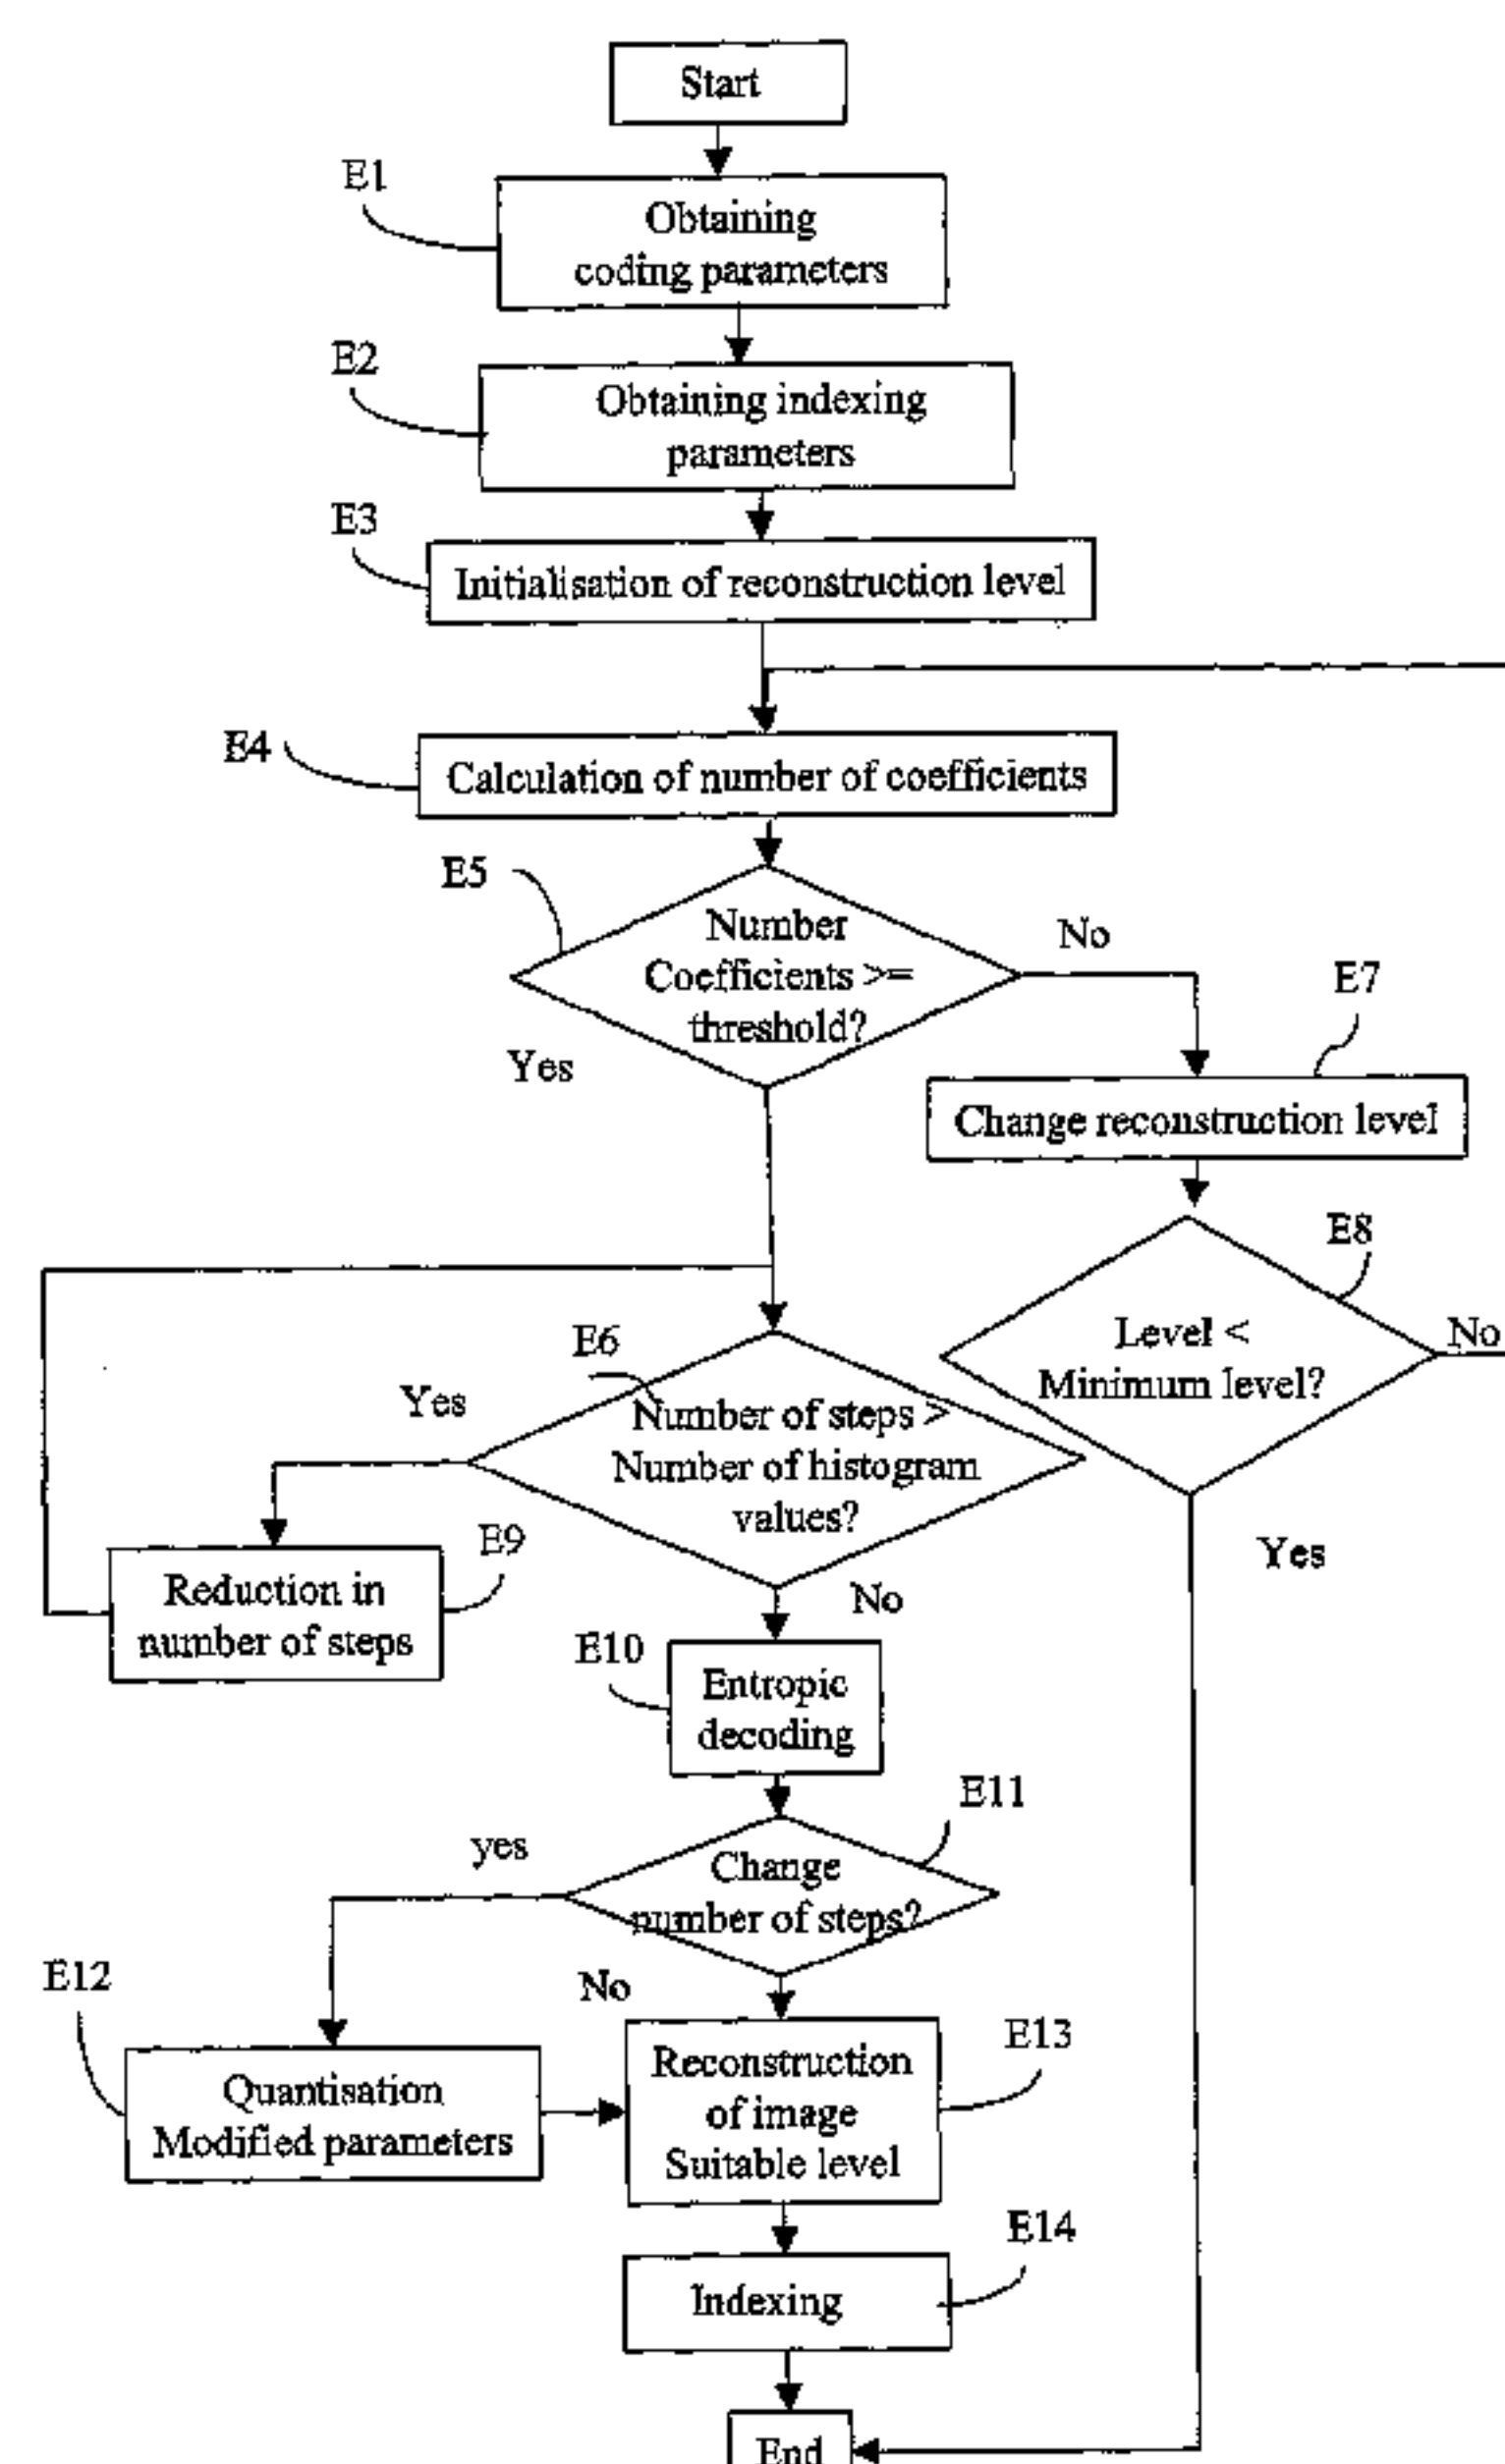 Start
E1
Obtaining
coding parameters
E2
Obtaining indexing
parameters
E3
Initialisation of reconstruction level
E4
Calculation of number of coefficients
E5
Number
Coefficients >=
threshold?
No
Yes
E7
Change reconstruction level
E8
Level <
Minimum level?
No
Yes
E6
Number of steps >
Number of histogram
values?
Yes
No
E9
Reduction in
number of steps
E10
Entropic
decoding
E11
Change
number of steps?
yes
No
E12
Quantisation
Modified parameters
E13
Reconstruction
of image
Suitable level
E14
Indexing
End